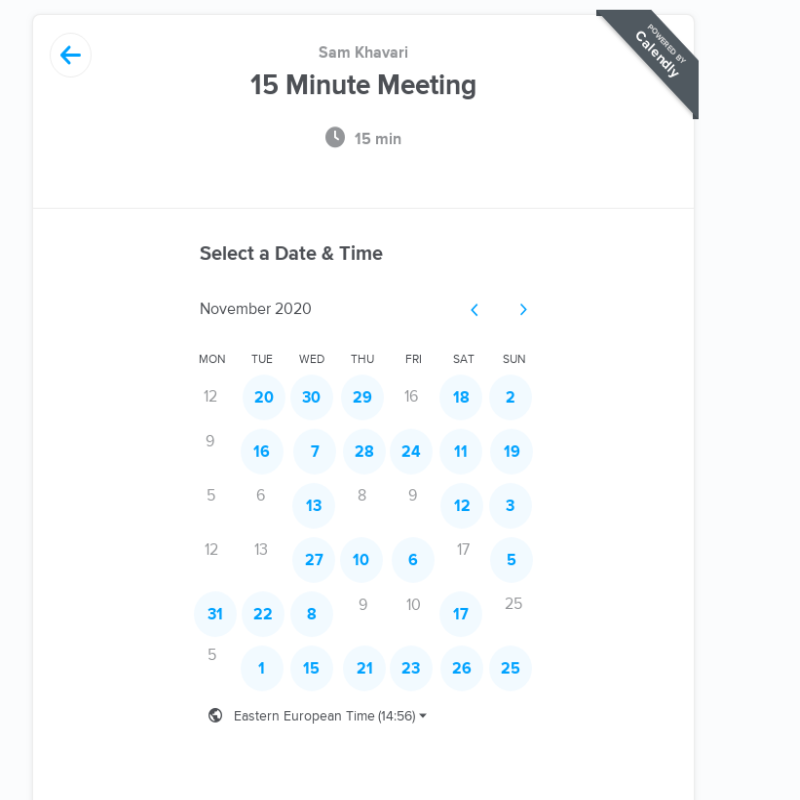 Sam Khavari
POWERED BY
Calendly
15 Minute Meeting
15 min
Select a Date & Time
November 2020
MON TUE WED THU FRI SAT SUN
12 20 30 29 16 18 2
9 16 7 28 24 11 19
5 6 13 8 9 12 3
12 13 27 10 6 17 5
31 22 8 9 10 17 25
5 1 15 21 23 26 25
Eastern European Time (14:56)